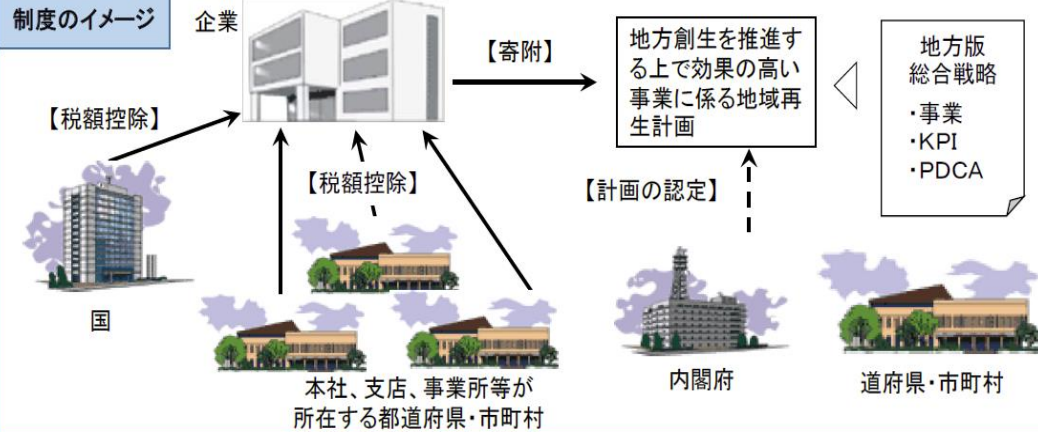 制度のイメージ
企業
【寄附】
地方創生を推進す
る上で効果の高い
事業に係る地域再
生計画
地方版
総合戦略
・事業
・KPI
・PDCA
【税額控除】
【税額控除】
【計画の認定】
国
本社、支店、事業所等が
所在する都道府県・市町村
内閣府
道府県・市町村